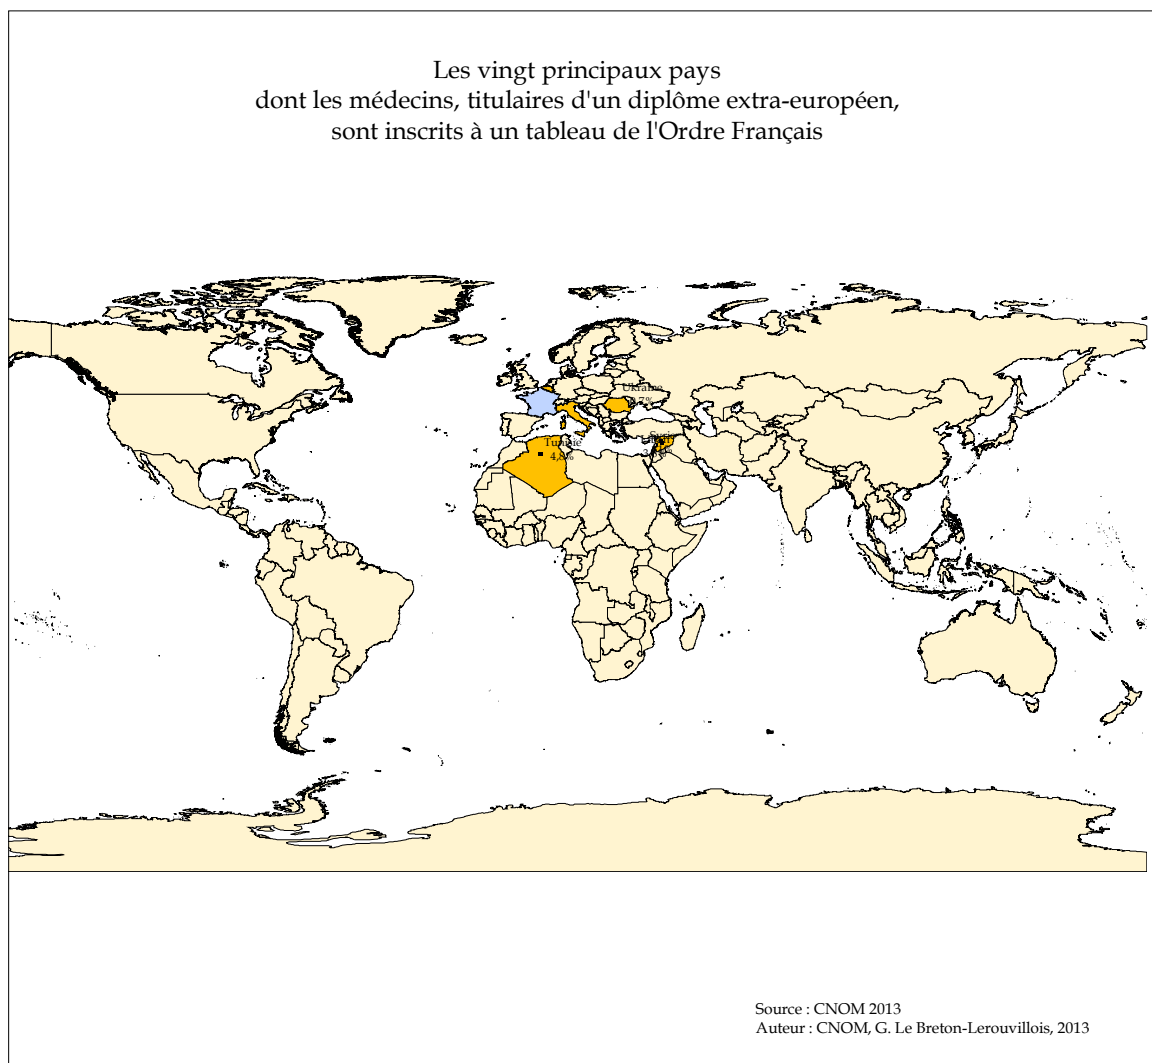 Les vingt principaux pays
dont les médecins, titulaires d'un diplôme extra-européen,
sont inscrits à un tableau de l'Ordre Français
Ukraine
Tunisie
4,8%
Source : CNOM 2013
Auteur : CNOM, G. Le Breton-Lerouvillois, 2013